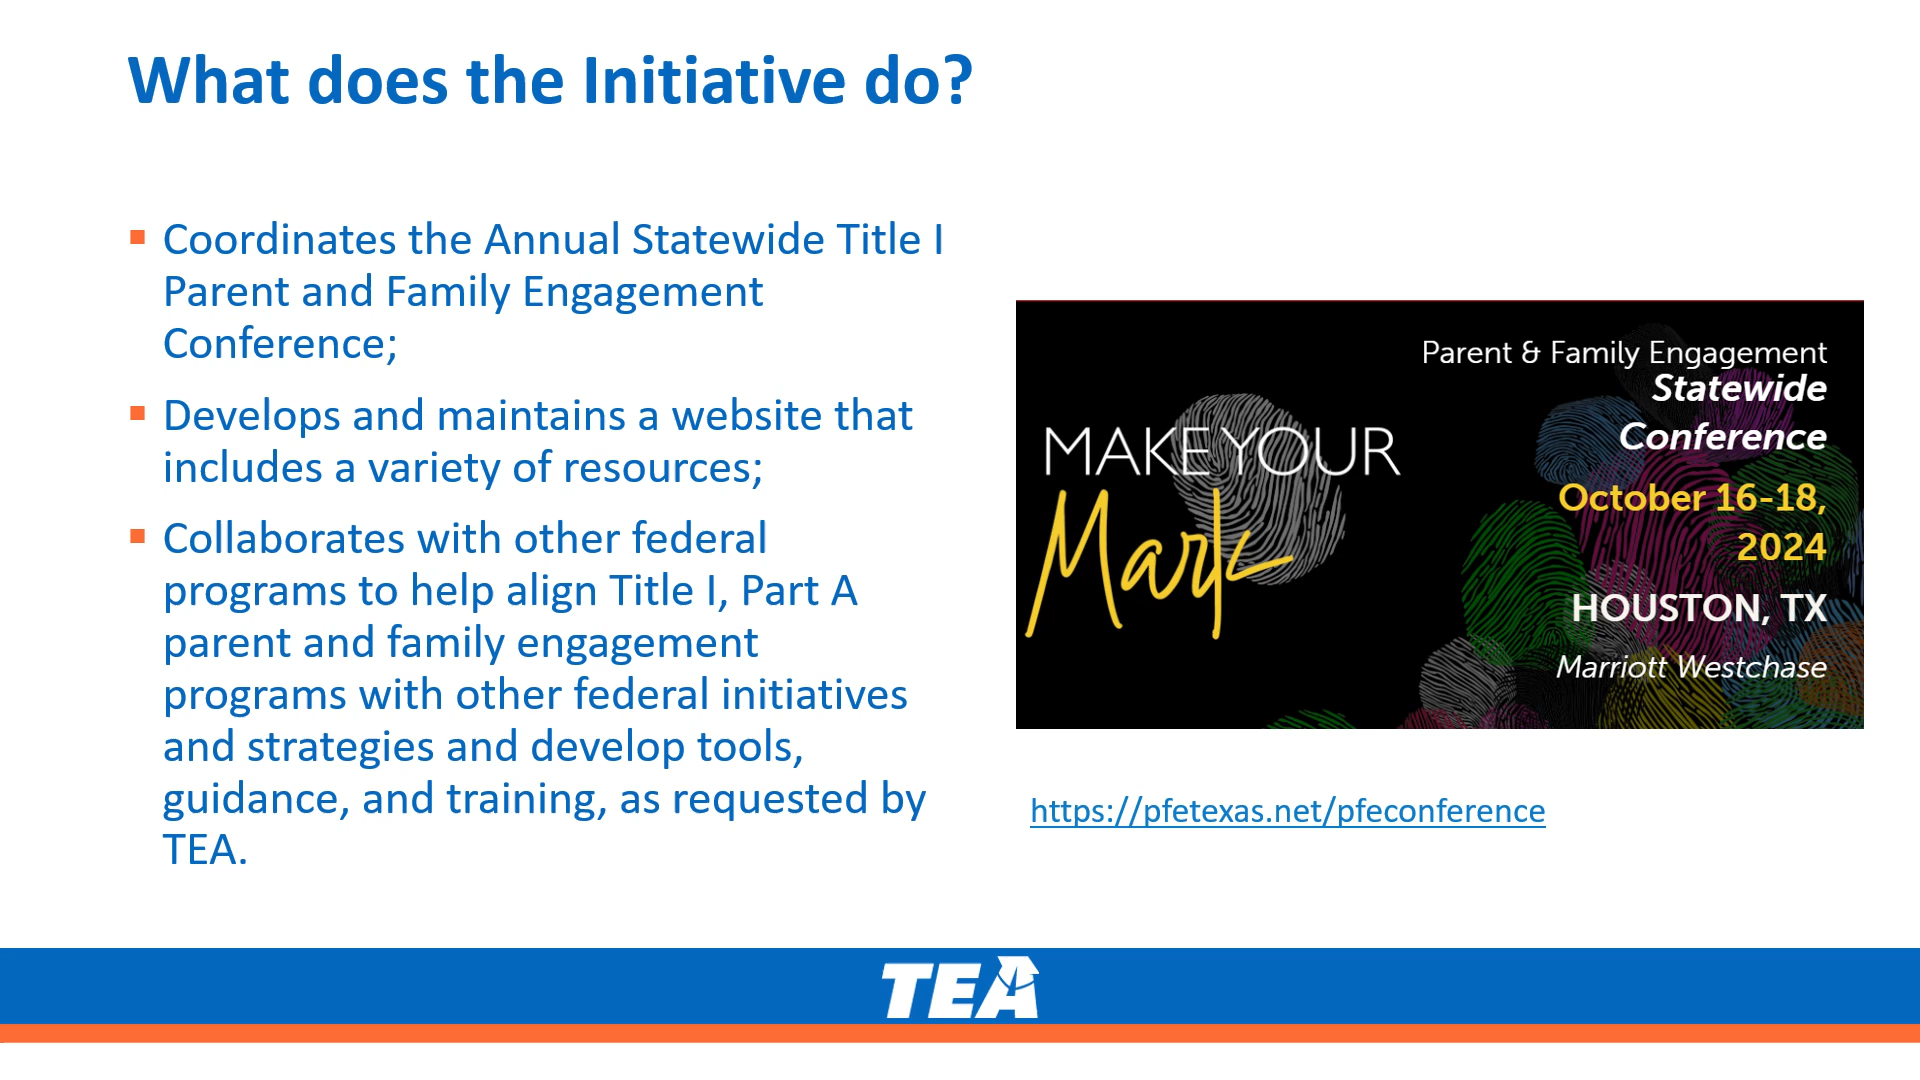 What does the Initiative do?
▪ Coordinates the Annual Statewide Title I
Parent and Family Engagement
Conference;
▪ Develops and maintains a website that
includes a variety of resources;
▪ Collaborates with other federal
programs to help align Title I, Part A
parent and family engagement
programs with other federal initiatives
and strategies and develop tools,
guidance, and training, as requested by
TEA.
MAKE YOUR
Mark
Parent & Family Engagement
Statewide
Conference
October 16-18,
2024
HOUSTON, TX
Marriott Westchase
https://pfetexas.net/pfeconference
TEA